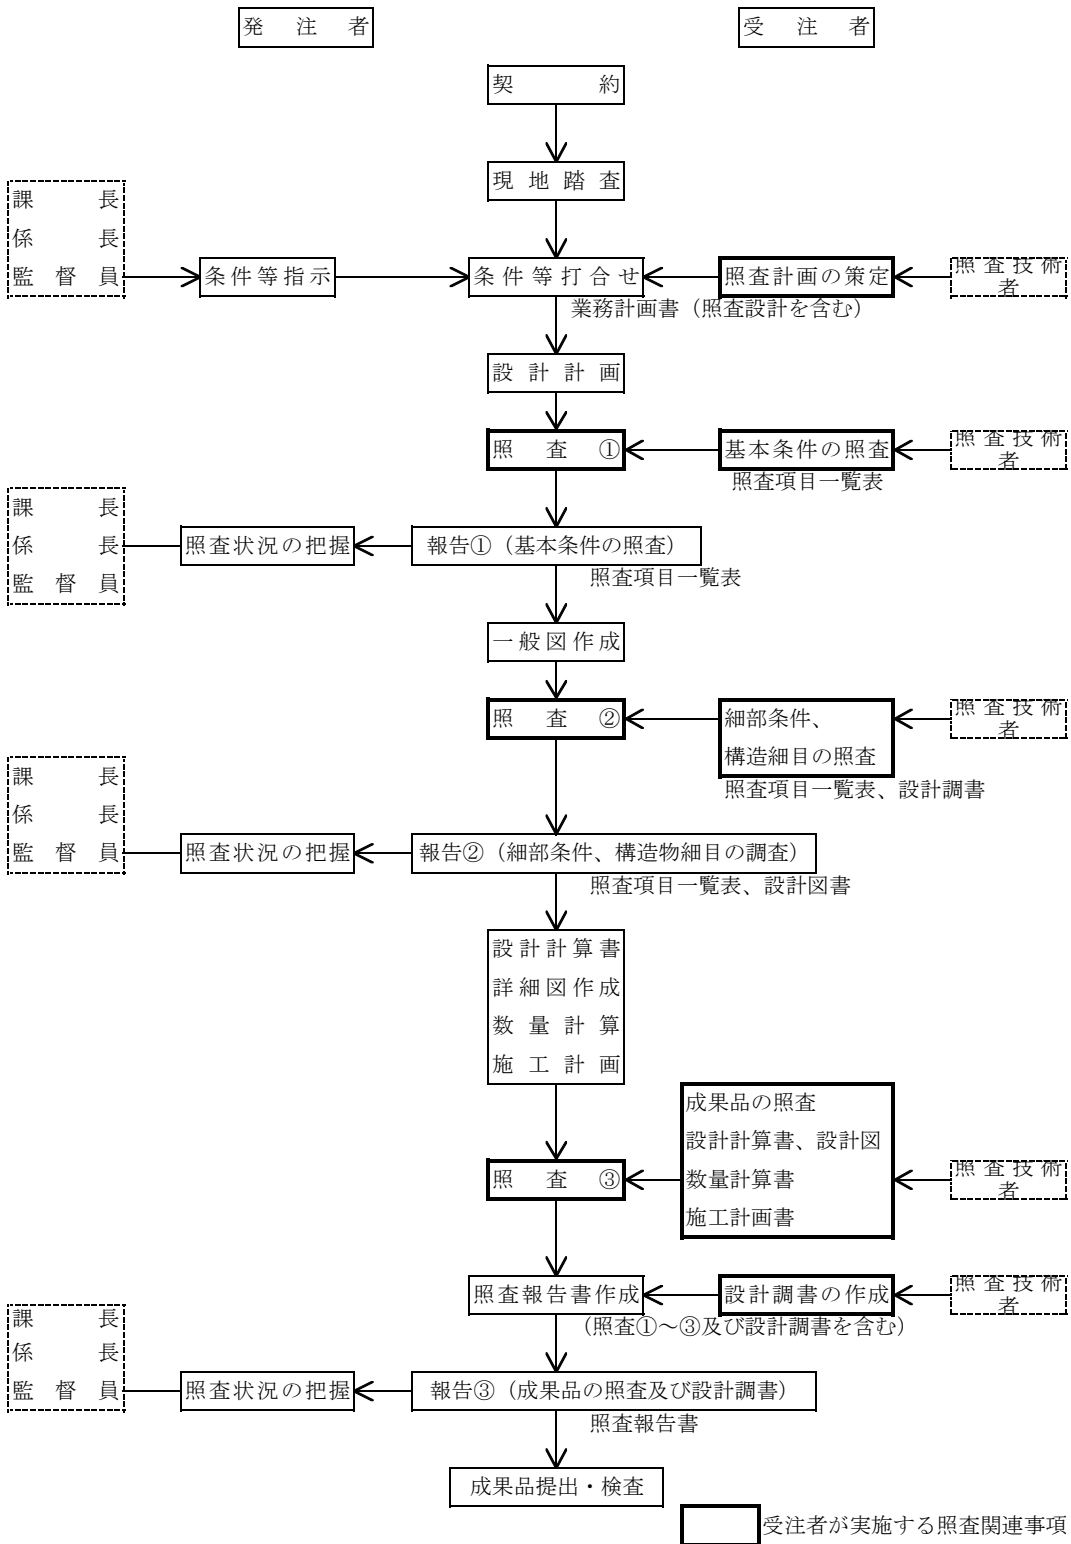 発注者
受注者
契約
現地踏査
課長
係長
監督員
条件等指示
条件等打合せ
照査計画の策定
照査技術
者
業務計画書（照査設計を含む）
設計計画
照査①
基本条件の照査
照査技術
者
照査項目一覧表
課長
係長
監督員
照査状況の把握
報告①（基本条件の照査）
照査項目一覧表
一般図作成
照査②
細部条件、
構造細目の照査
照査技術
者
照査項目一覧表、設計調書
課長
係長
監督員
照査状況の把握
報告②（細部条件、構造物細目の調査）
照査項目一覧表、設計図書
設計計算書
詳細図作成
数量計算
施工計画
成果品の照査
設計計算書、設計図
数量計算書
施工計画書
照査③
照査技術
者
照査報告書作成
設計調書の作成
照査技術
者
（照査①～③及び設計調書を含む）
課長
係長
監督員
照査状況の把握
報告③（成果品の照査及び設計調書）
照査報告書
成果品提出・検査
受注者が実施する照査関連事項